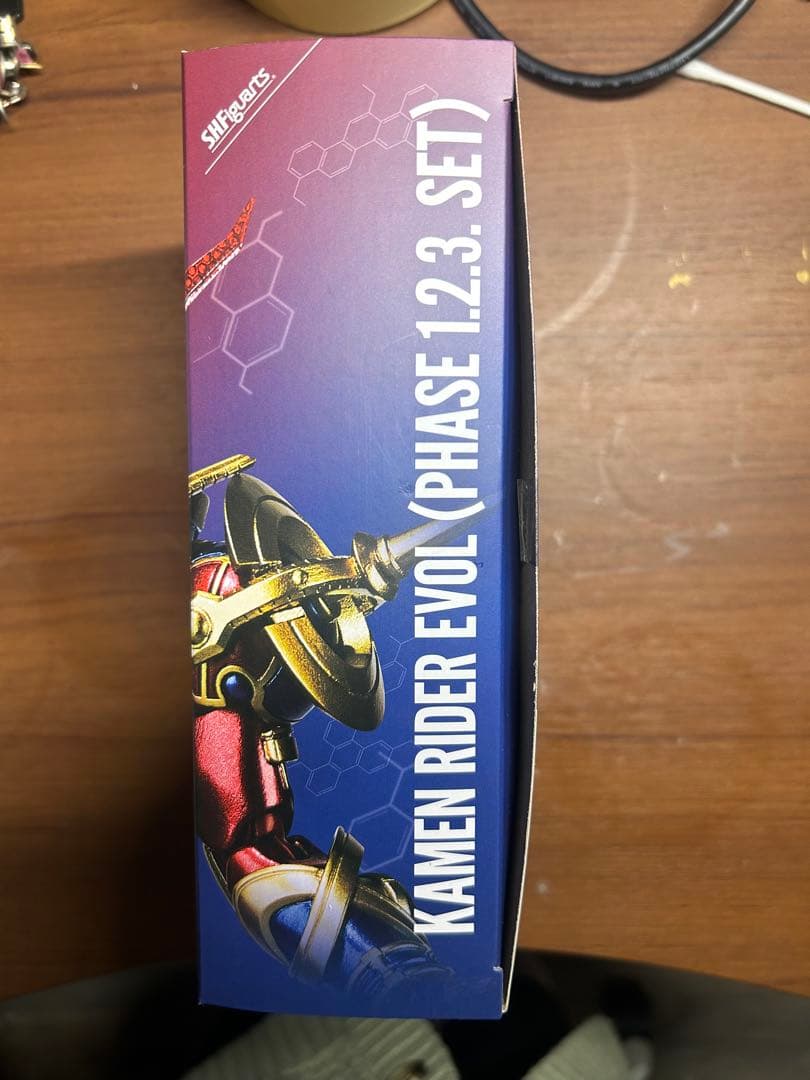 S.H.Figuarts
KAMEN RIDER EVOL (PHASE 1.2.3. SET)